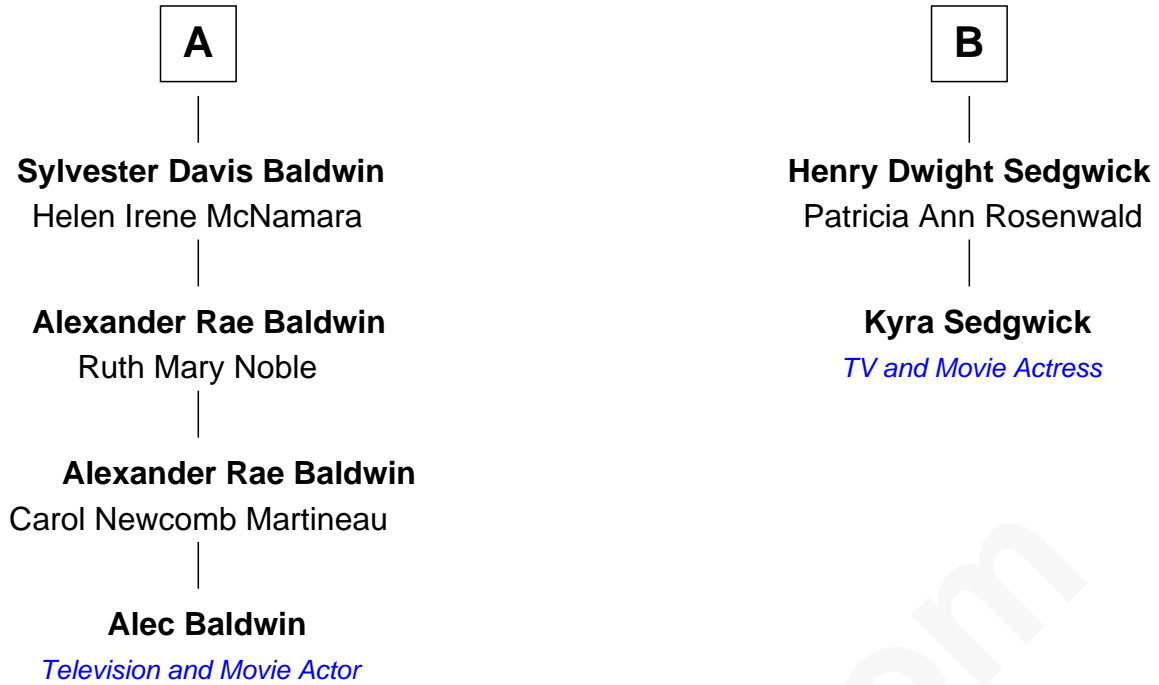 A
Sylvester Davis Baldwin
Helen Irene McNamara
Alexander Rae Baldwin
Ruth Mary Noble
Alexander Rae Baldwin
Carol Newcomb Martineau
Alec Baldwin
Television and Movie Actor
B
Henry Dwight Sedgwick
Patricia Ann Rosenwald
Kyra Sedgwick
TV and Movie Actress
om